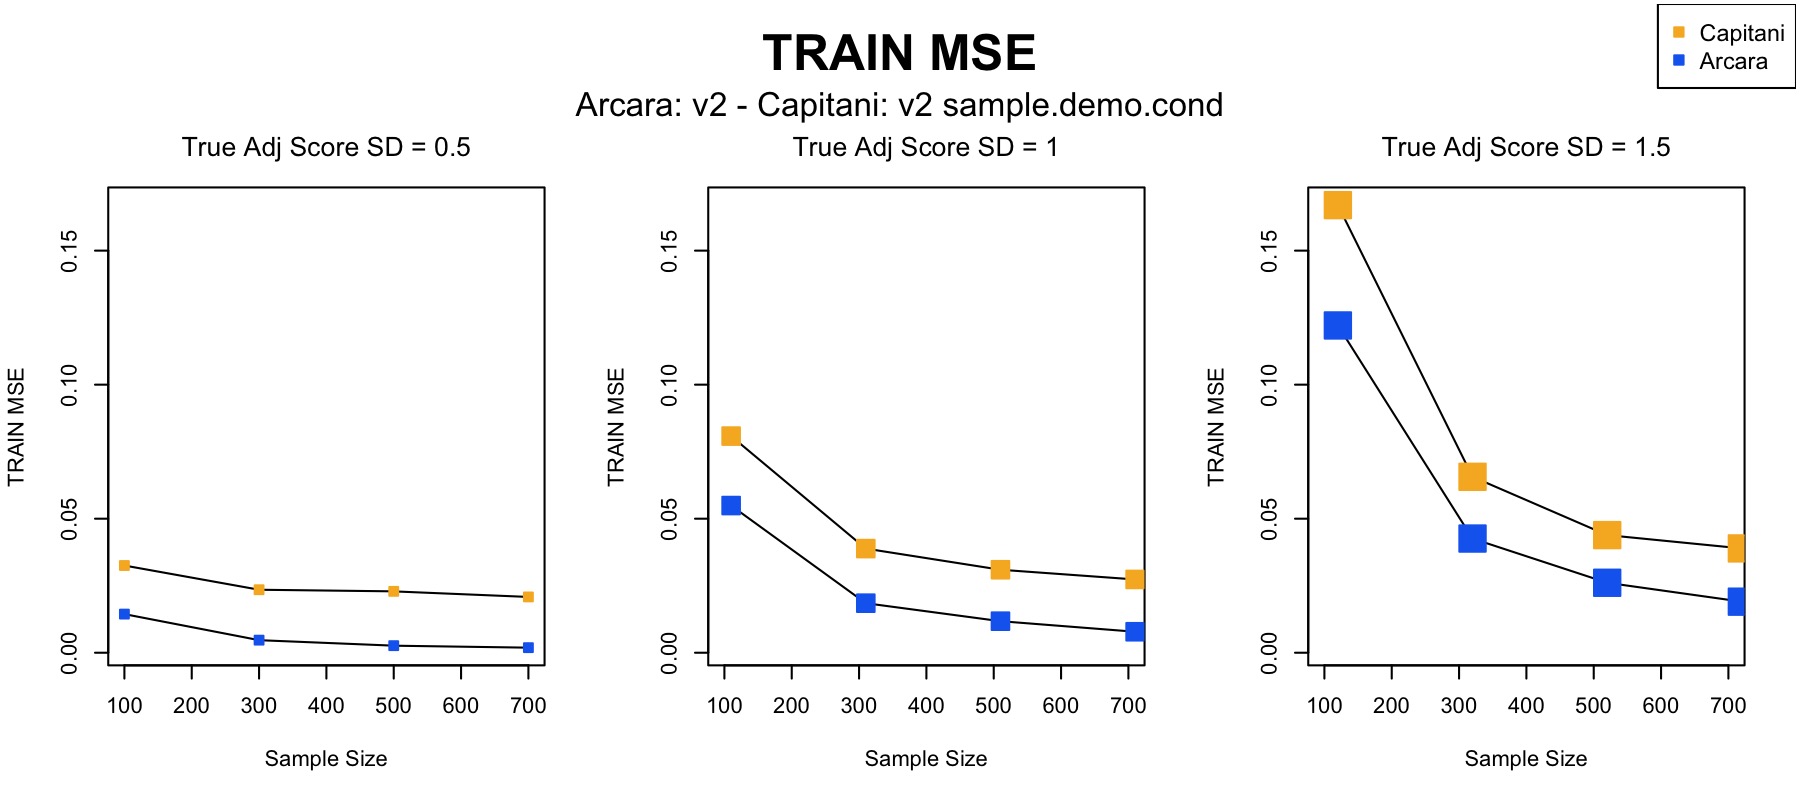 TRAIN MSE
Arcara: v2 - Capitani: v2 sample.demo.cond
Capitani
Arcara
True Adj Score SD = 0.5
TRAIN MSE
0.15
0.10
0.05
0.00
100 200 300 400 500 600 700
Sample Size
True Adj Score SD = 1
TRAIN MSE
0.15
0.10
0.05
0.00
100 200 300 400 500 600 700
Sample Size
True Adj Score SD = 1.5
TRAIN MSE
0.15
0.10
0.05
0.00
100 200 300 400 500 600 700
Sample Size